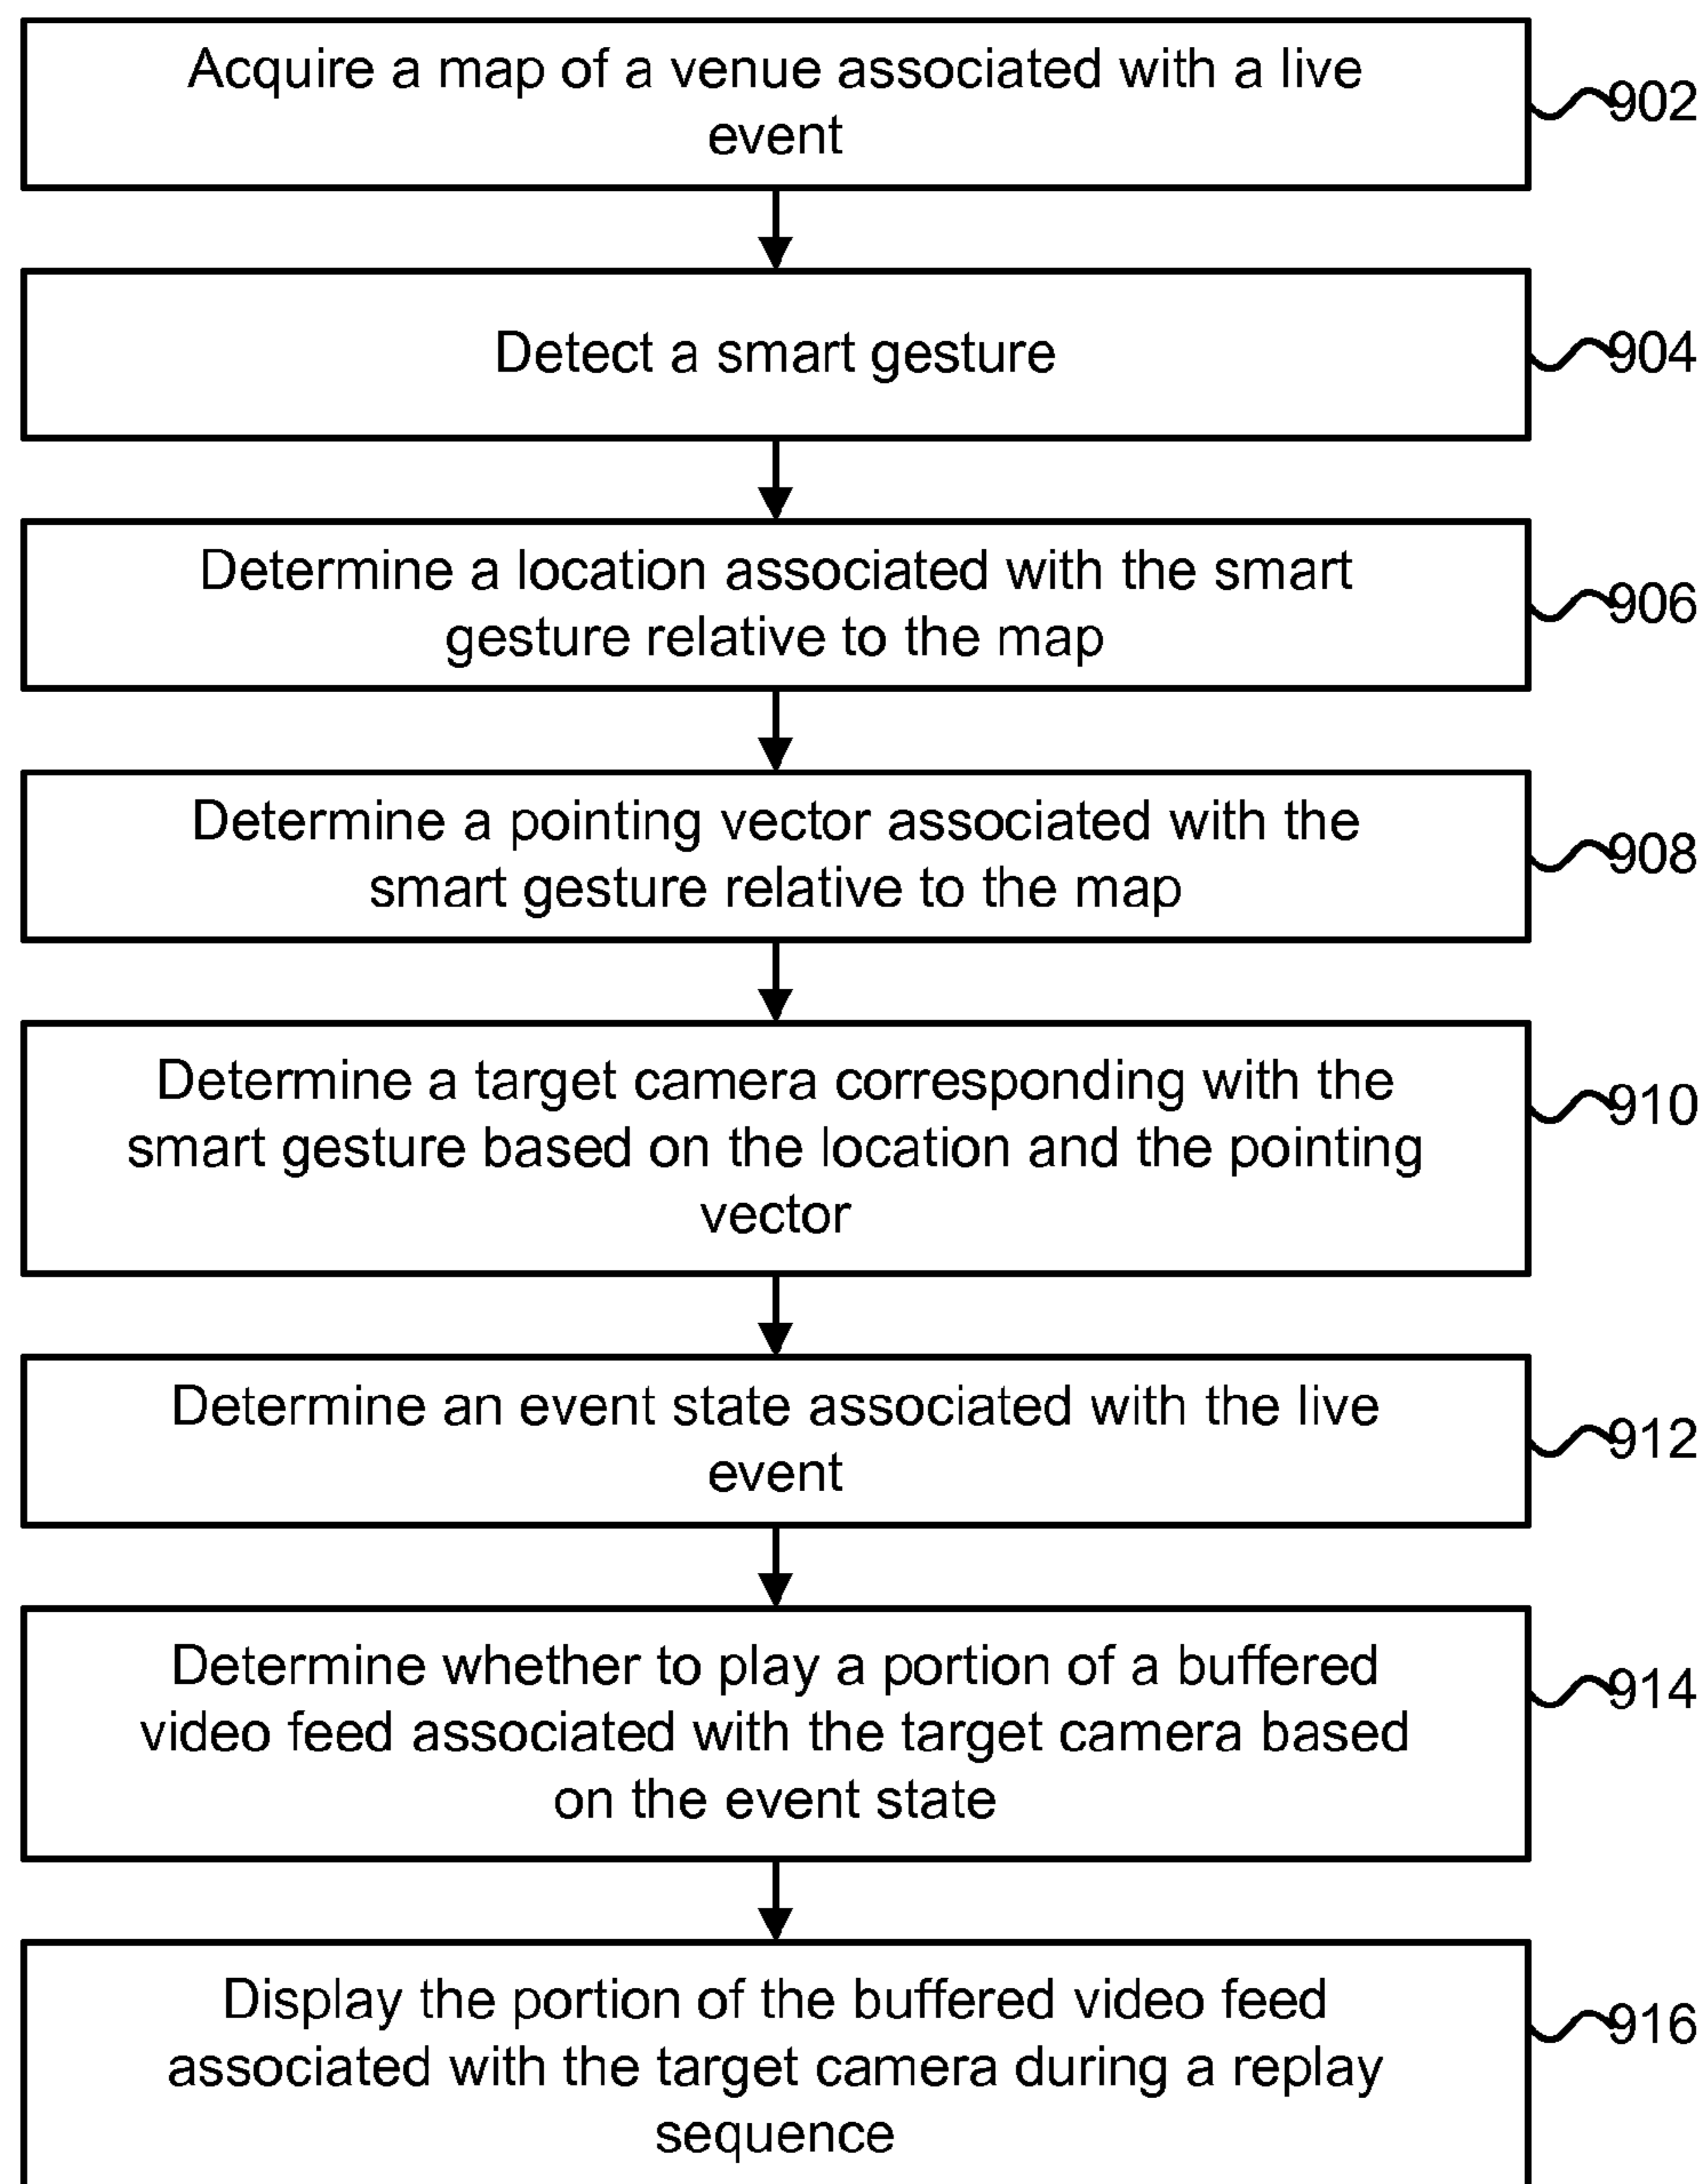 Acquire a map of a venue associated with a live
event
902
Detect a smart gesture
904
Determine a location associated with the smart
gesture relative to the map
906
Determine a pointing vector associated with the
smart gesture relative to the map
908
Determine a target camera corresponding with the
smart gesture based on the location and the pointing
vector
910
Determine an event state associated with the live
event
912
Determine whether to play a portion of a buffered
video feed associated with the target camera based
on the event state
914
Display the portion of the buffered video feed
associated with the target camera during a replay
sequence
916